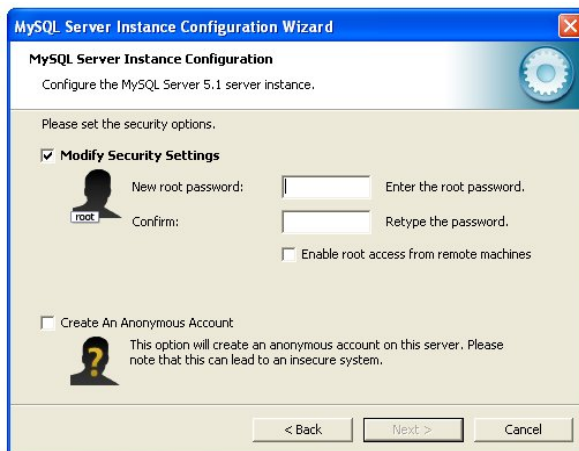 MySQL Server Instance Configuration Wizard
MySQL Server Instance Configuration
Configure the MySQL Server 5.1 server instance.
Please set the security options.
Modify Security Settings
root
New root password:
Enter the root password.
Confirm:
Retype the password.
Enable root access from remote machines
Create An Anonymous Account
This option will create an anonymous account on this server. Please
note that this can lead to an insecure system.
< Back
Next >
Cancel